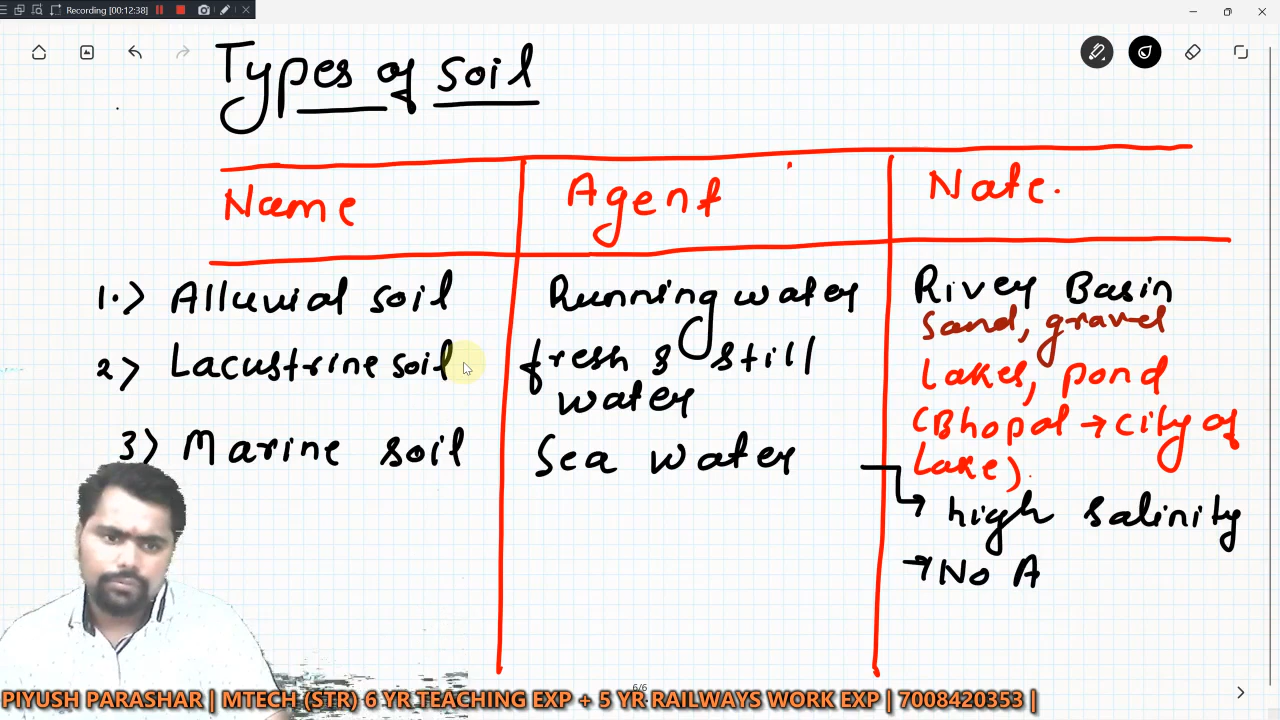 Recording [00:12:38]
Types of soil
Name Agent Note.
1.) Alluvial soil Running water River Basin
Sand, gravel
2) Lacustrine soil fresh & still water Lakes, pond
(Bhopal → City of Lake).
3) Marine soil Sea water → high salinity
→ No A
6/6
PIYUSH PARASHAR | MTECH (STR) 6 YR TEACHING EXP + 5 YR RAILWAYS WORK EXP | 7008420353 |